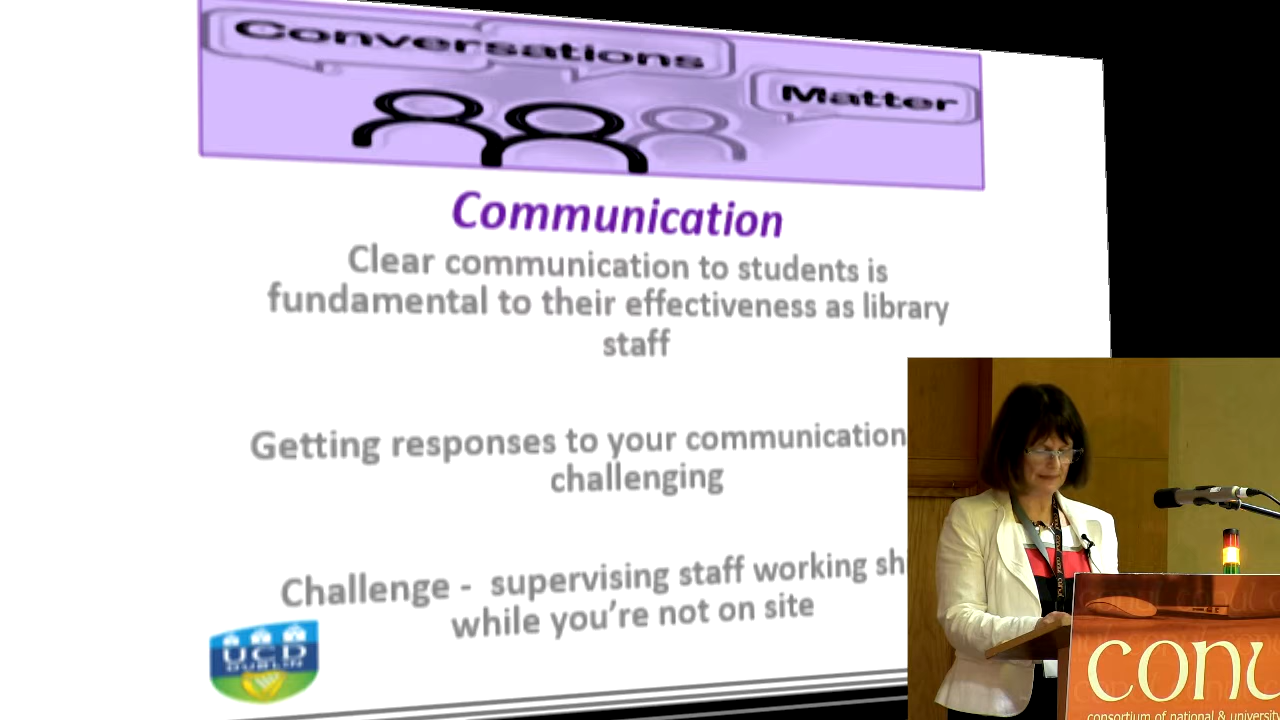 Conversations
Matter
Communication
Clear communication to students is
fundamental to their effectiveness as library
staff
Getting responses to your communication
challenging
Challenge - supervising staff working
while you're not on site
UCD
DUBLIN
conu
consortium of national & university